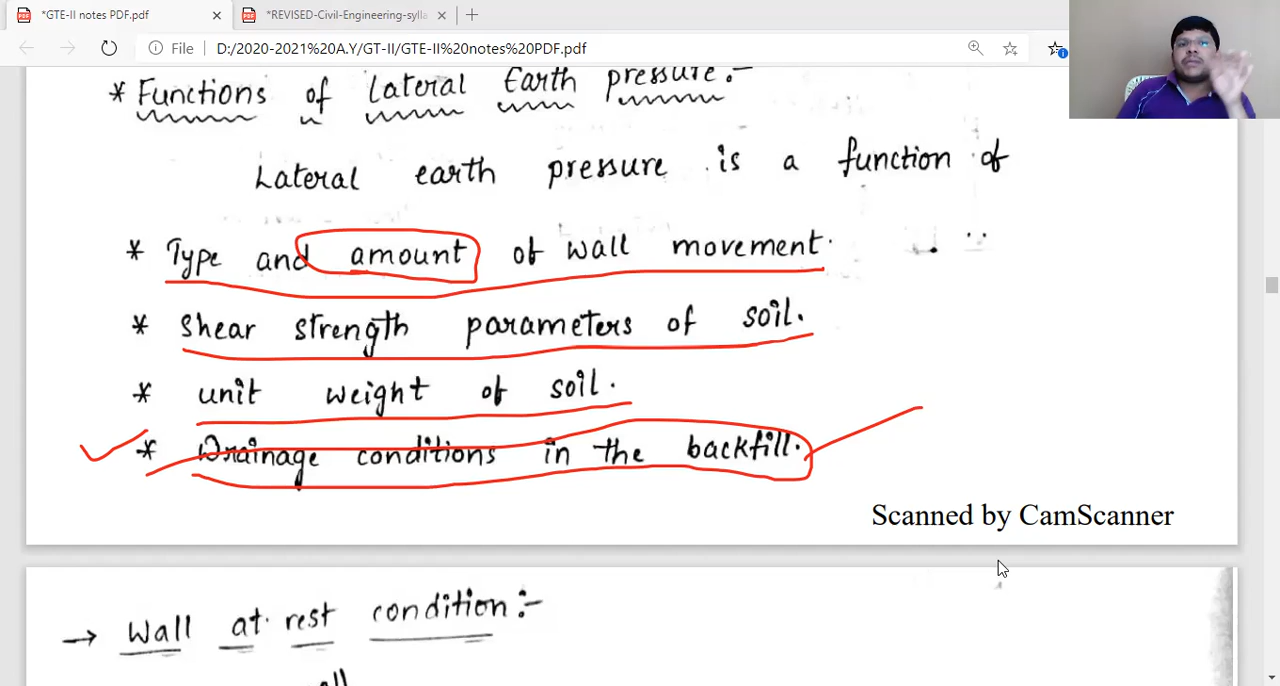 *GTE-II notes PDF.pdf
*REVISED-Civil-Engineering-sylla
File D:/2020-2021%20A.Y/GT-II/GTE-II%20notes%20PDF.pdf
* Functions of Lateral Earth pressure:-
Lateral earth pressure is a function of
* Type and amount of wall movement.
* Shear strength parameters of soil.
* unit weight of soil.
* Drainage conditions in the backfill.
Scanned by CamScanner
→ Wall at rest condition:-